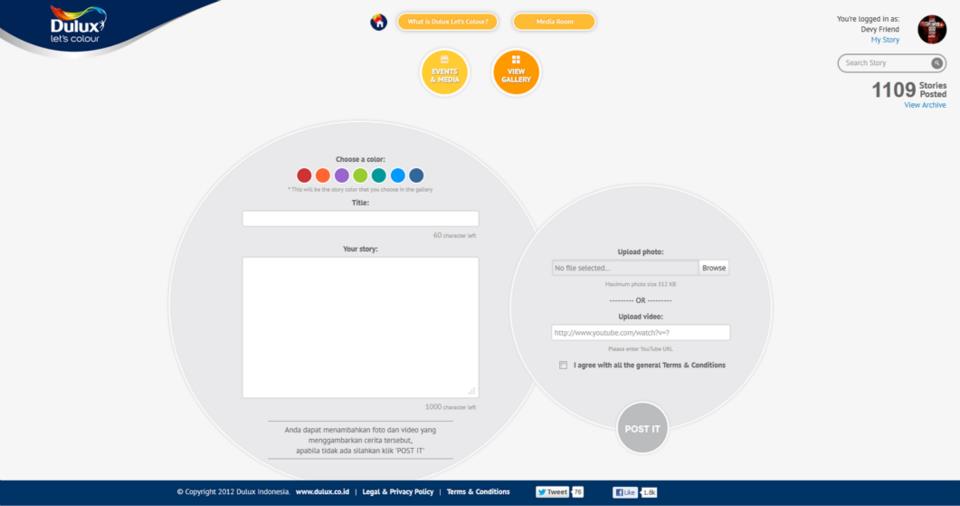 Dulux
let's colour
What is Dulux Let's Colour?
Media Room
You're logged in as:
Devy Friend
My Story
Search Story
1109 Stories
Posted
View Archive
EVENTS
& MEDIA
VIEW
GALLERY
Choose a color:
* This will be the story color that you choose in the gallery
Title:
60 character left
Your story:
1000 character left
Anda dapat menambahkan foto dan video yang
menggambarkan cerita tersebut,
apabila tidak ada silahkan klik 'POST IT'
Upload photo:
No file selected... Browse
Maximum photo size 512 KB
--------- OR ---------
Upload video:
http://www.youtube.com/watch?v=?
Please enter YouTube URL
I agree with all the general Terms & Conditions
POST IT
© Copyright 2012 Dulux Indonesia. www.dulux.co.id | Legal & Privacy Policy | Terms & Conditions
Tweet 76
Like 1.8k